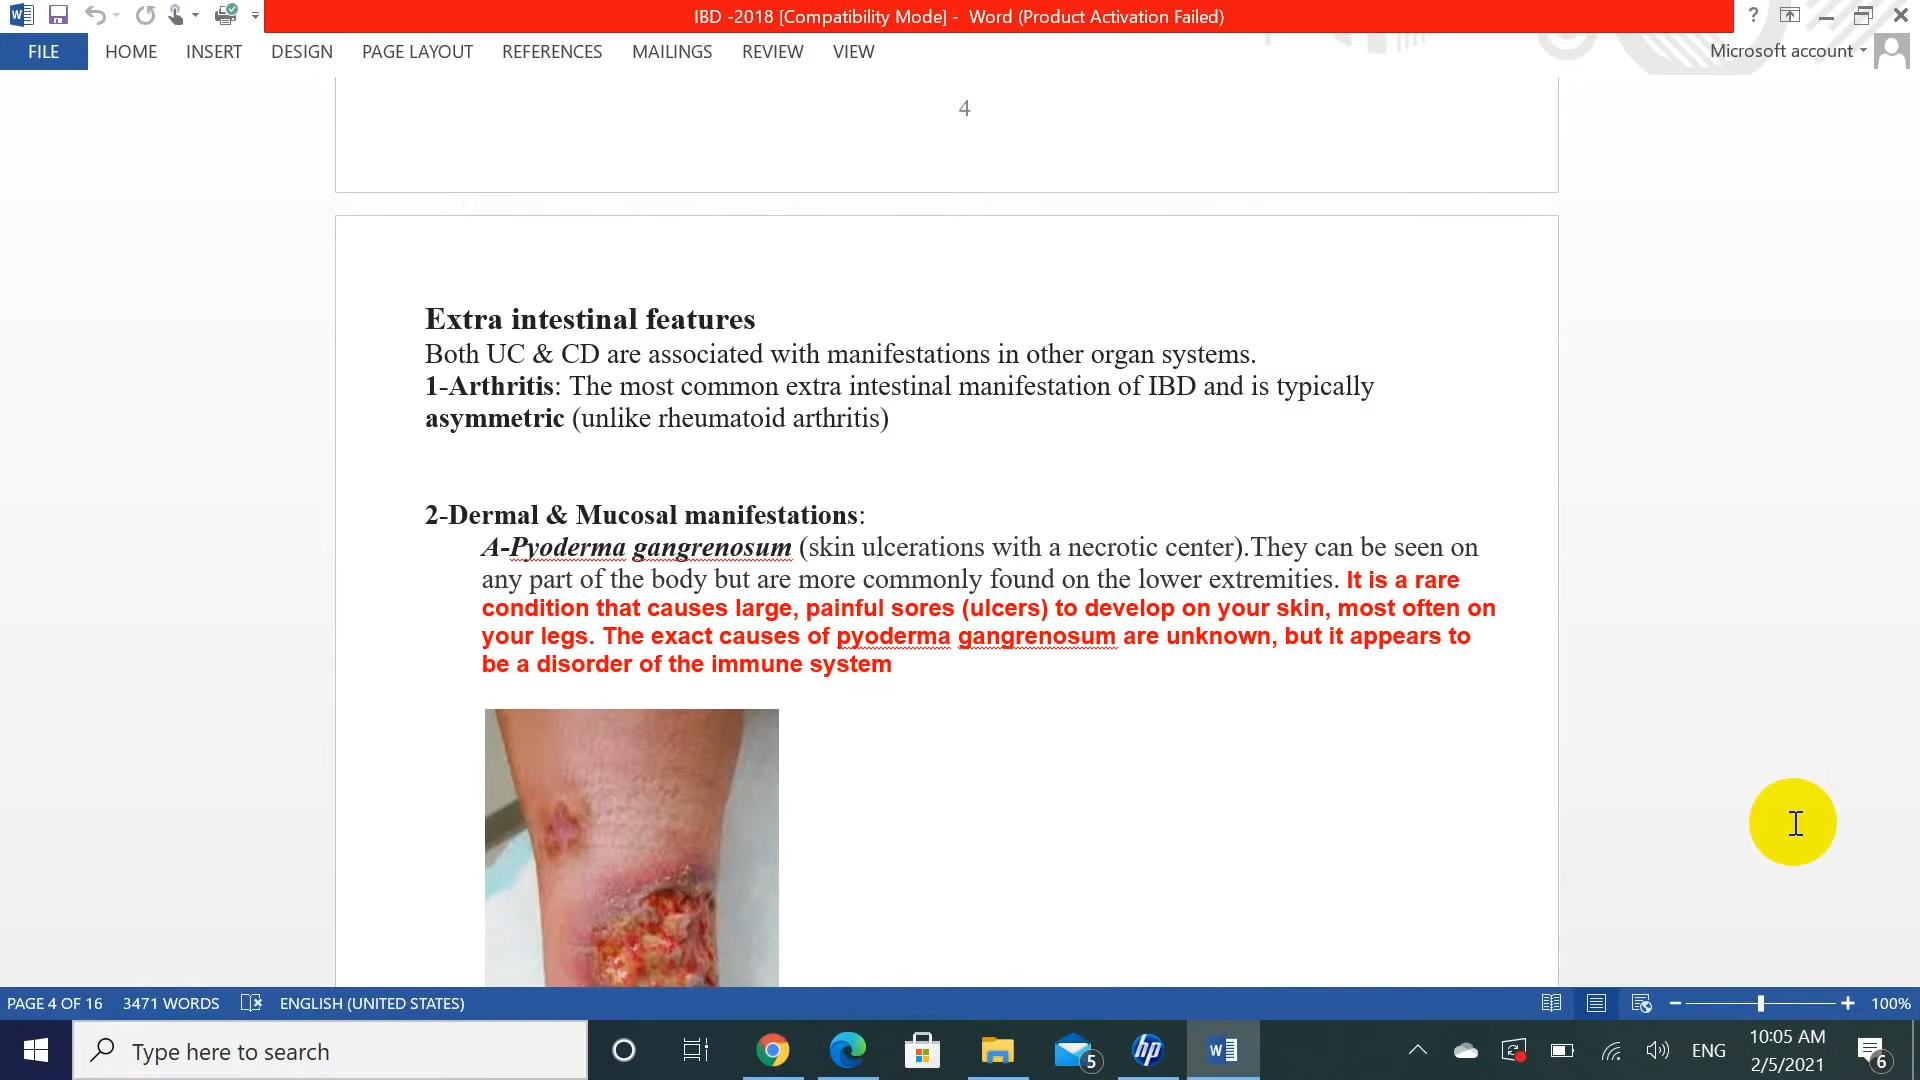 IBD -2018 [Compatibility Mode] - Word (Product Activation Failed)
?
FILE HOME INSERT DESIGN PAGE LAYOUT REFERENCES MAILINGS REVIEW VIEW
Microsoft account
4
Extra intestinal features
Both UC & CD are associated with manifestations in other organ systems.
1-Arthritis: The most common extra intestinal manifestation of IBD and is typically
asymmetric (unlike rheumatoid arthritis)
2-Dermal & Mucosal manifestations:
A-Pyoderma gangrenosum (skin ulcerations with a necrotic center).They can be seen on
any part of the body but are more commonly found on the lower extremities. It is a rare
condition that causes large, painful sores (ulcers) to develop on your skin, most often on
your legs. The exact causes of pyoderma gangrenosum are unknown, but it appears to
be a disorder of the immune system
PAGE 4 OF 16 3471 WORDS ENGLISH (UNITED STATES)
100%
Type here to search
5
hp
ENG
10:05 AM
2/5/2021
6